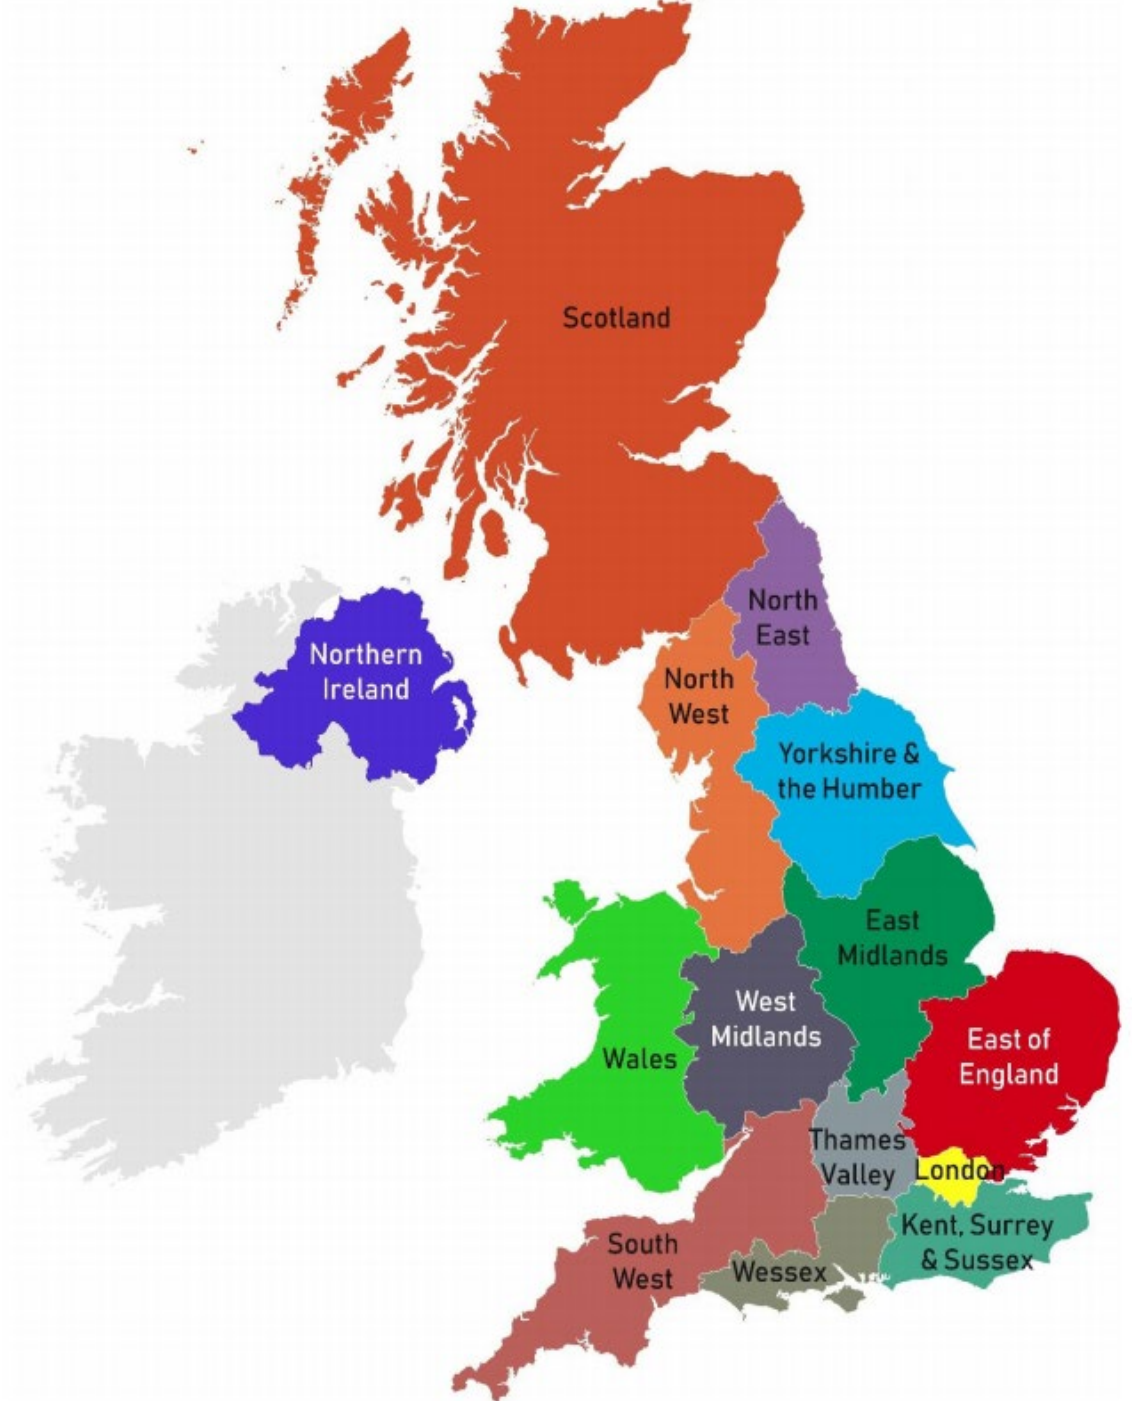 Scotland
North
East
Northern
Ireland
North
West
Yorkshire &
the Humber
East
Midlands
West
Midlands
East of
England
Wales
Thames
Valley
London
Kent, Surrey
& Sussex
South
West
Wessex